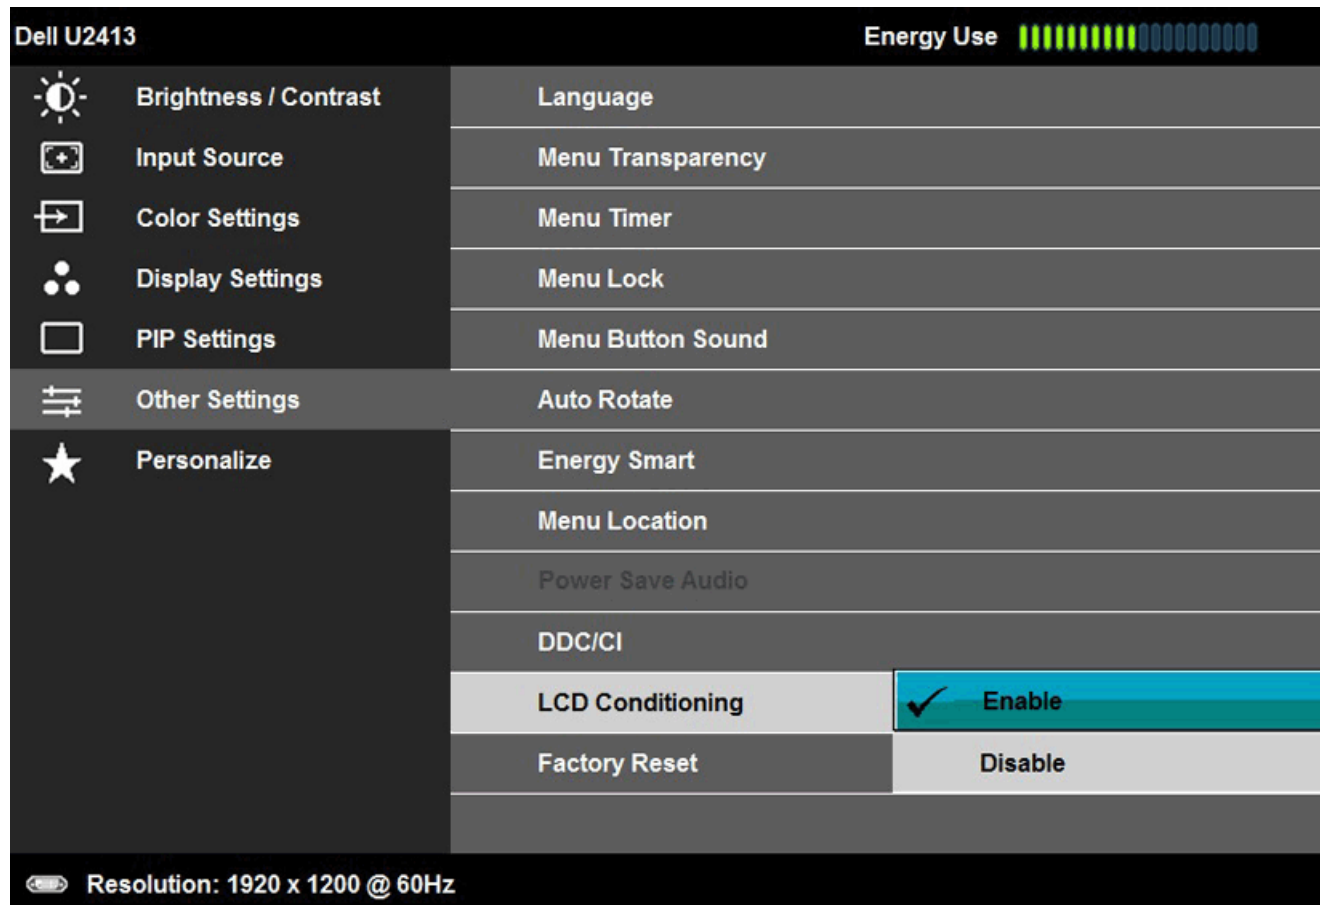 Dell U2413 Energy Use
Brightness / Contrast Language
Input Source Menu Transparency
Color Settings Menu Timer
Display Settings Menu Lock
PIP Settings Menu Button Sound
Other Settings Auto Rotate
Personalize Energy Smart
Menu Location
Power Save Audio
DDC/CI
LCD Conditioning Enable
Factory Reset Disable
Resolution: 1920 x 1200 @ 60Hz